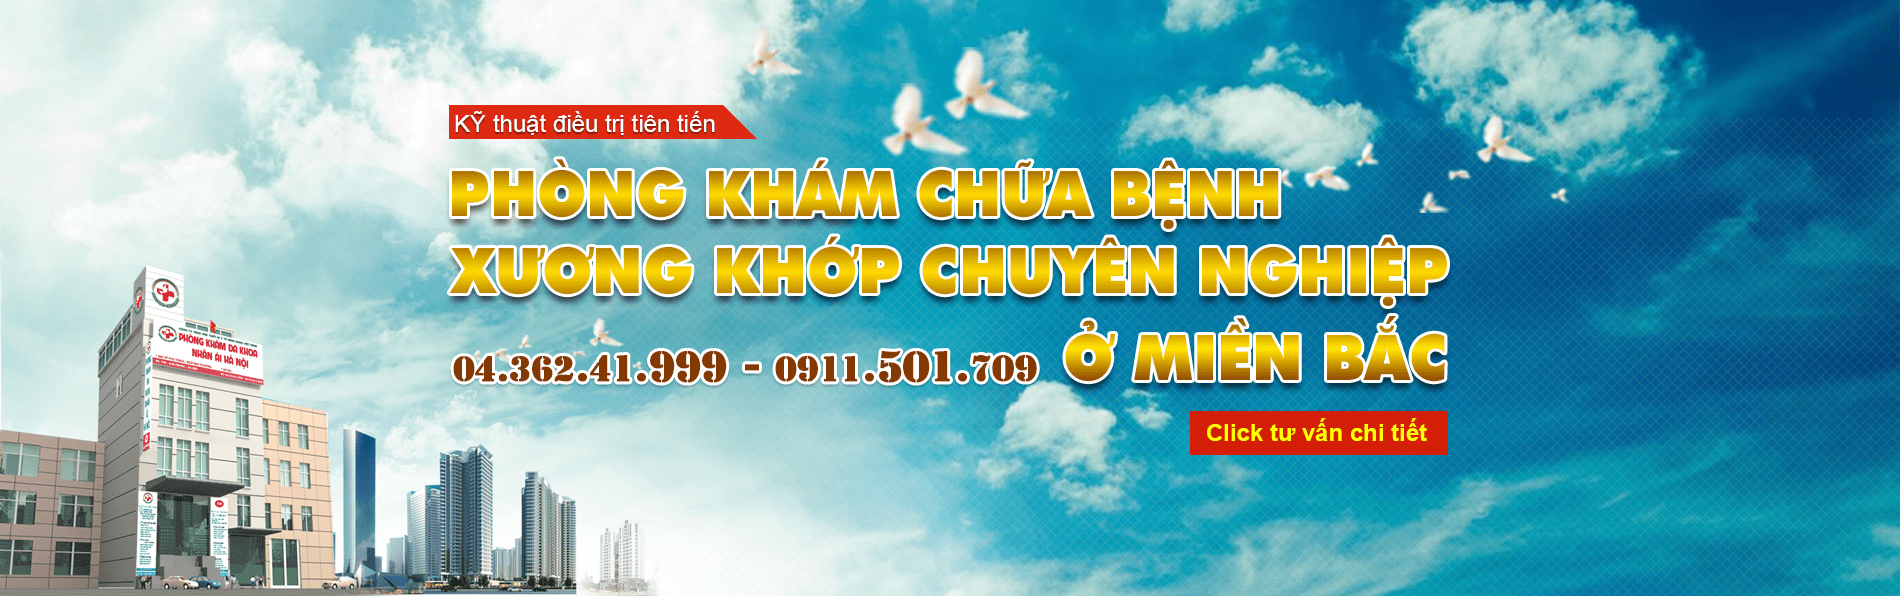 KỸ thuật điều trị tiên tiến
PHÒNG KHÁM CHỮA BỆNH
XƯƠNG KHỚP CHUYÊN NGHIỆP
04.362.41.999 - 0911.501.709 Ở MIỀN BẮC
Click tư vấn chi tiết
PHÒNG KHÁM ĐA KHOA
NHÂN ÁI HÀ NỘI